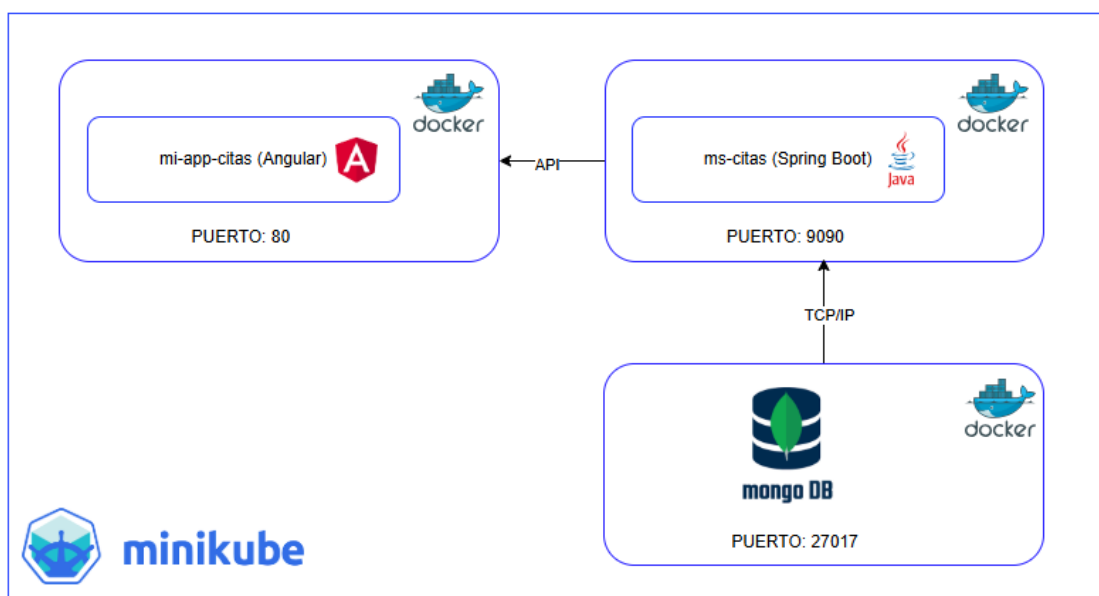 docker
mi-app-citas (Angular)
A
PUERTO: 80
API
docker
ms-citas (Spring Boot)
Java
PUERTO: 9090
TCP/IP
docker
mongo DB
PUERTO: 27017
minikube